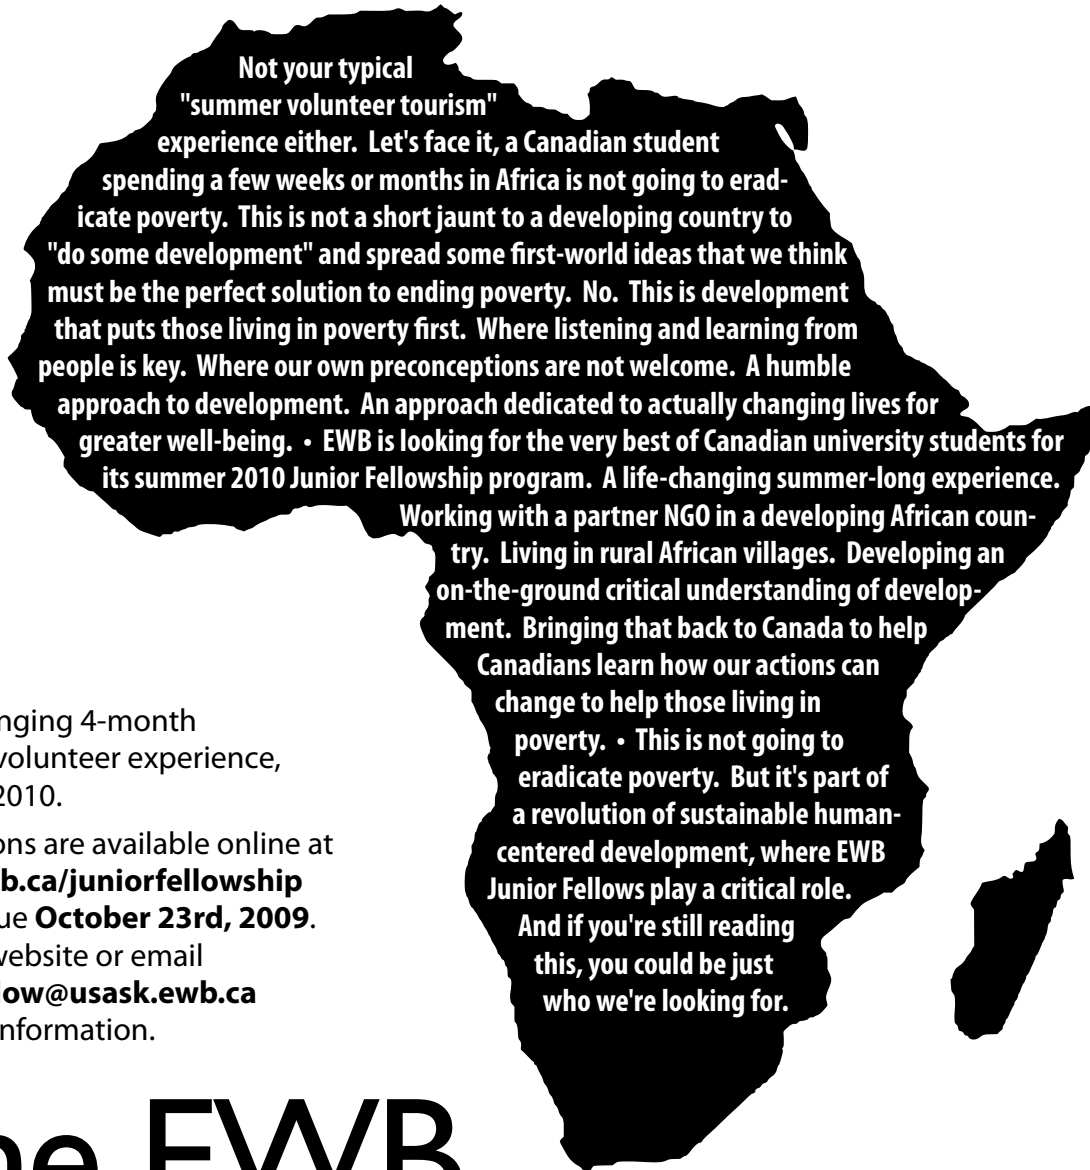 Not your typical
"summer volunteer tourism"
experience either. Let's face it, a Canadian student
spending a few weeks or months in Africa is not going to erad-
icate poverty. This is not a short jaunt to a developing country to
"do some development" and spread some first-world ideas that we think
must be the perfect solution to ending poverty. No. This is development
that puts those living in poverty first. Where listening and learning from
people is key. Where our own preconceptions are not welcome. A humble
approach to development. An approach dedicated to actually changing lives for
greater well-being. • EWB is looking for the very best of Canadian university students for
its summer 2010 Junior Fellowship program. A life-changing summer-long experience.
Working with a partner NGO in a developing African coun-
try. Living in rural African villages. Developing an
on-the-ground critical understanding of develop-
ment. Bringing that back to Canada to help
Canadians learn how our actions can
change to help those living in
poverty. • This is not going to
eradicate poverty. But it's part of
a revolution of sustainable human-
centered development, where EWB
Junior Fellows play a critical role.
And if you're still reading
this, you could be just
who we're looking for.
nging 4-month
volunteer experience,
2010.
ons are available online at
b.ca/juniorfellowship
ue October 23rd, 2009.
website or email
low@usask.ewb.ca
nformation.
ne EWB